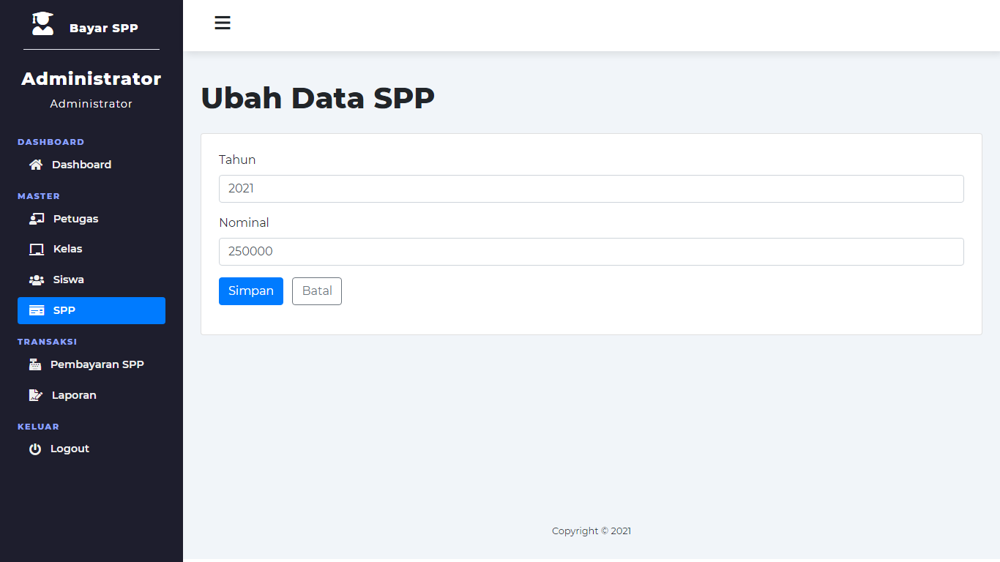 Bayar SPP
Administrator
Administrator
DASHBOARD
Dashboard
MASTER
Petugas
Kelas
Siswa
SPP
TRANSAKSI
Pembayaran SPP
Laporan
KELUAR
Logout
Ubah Data SPP
Tahun
2021
Nominal
250000
Simpan Batal
Copyright © 2021